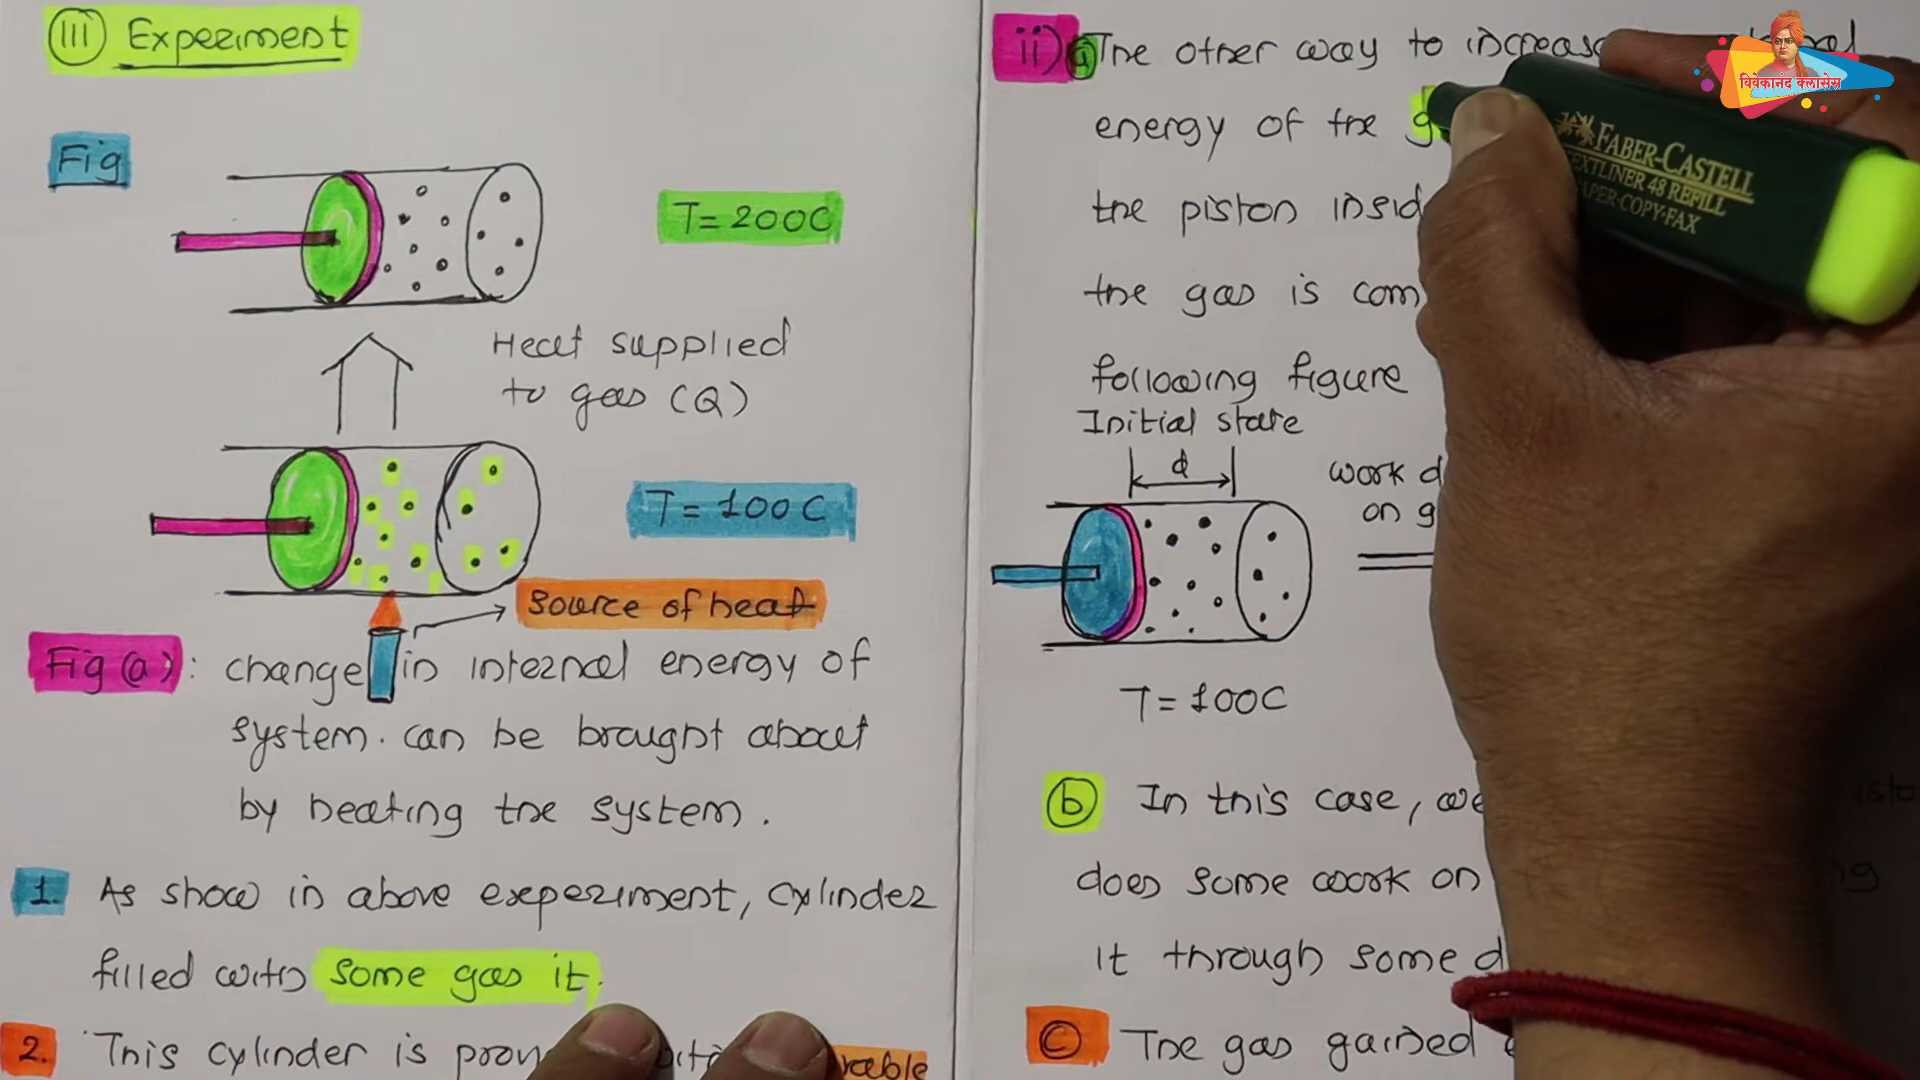 III Experiment
Fig
T = 200C
Heat supplied
to gas (Q)
T = 100C
Source of heat
Fig (a) : change in internal energy of
system. can be brought about
by heating the system.
1. As show in above experiment, cylinder
filled with some gas it.
2. This cylinder is
ii) a The other way to increase
energy of the
the piston
the gas is
following figure
Initial state
d
work
on
T = 100C
b In this case, we
does some work on
it through some
c The gas gained
विवेकानंद क्लासेस
FABER-CASTELL
TEXTLINER 48 REFILL
PAPER·COPY·FAX